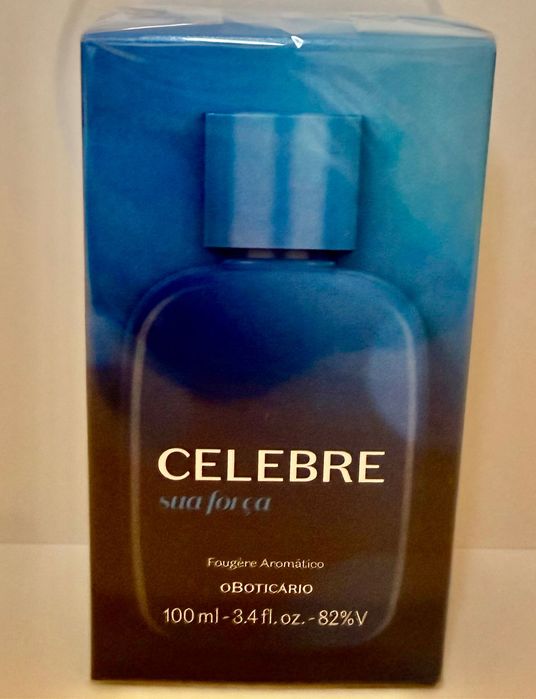 CELEBRE
sua força
Fougère Aromático
oBOTICÁRIO
100 ml - 3.4 fl. oz. - 82%V